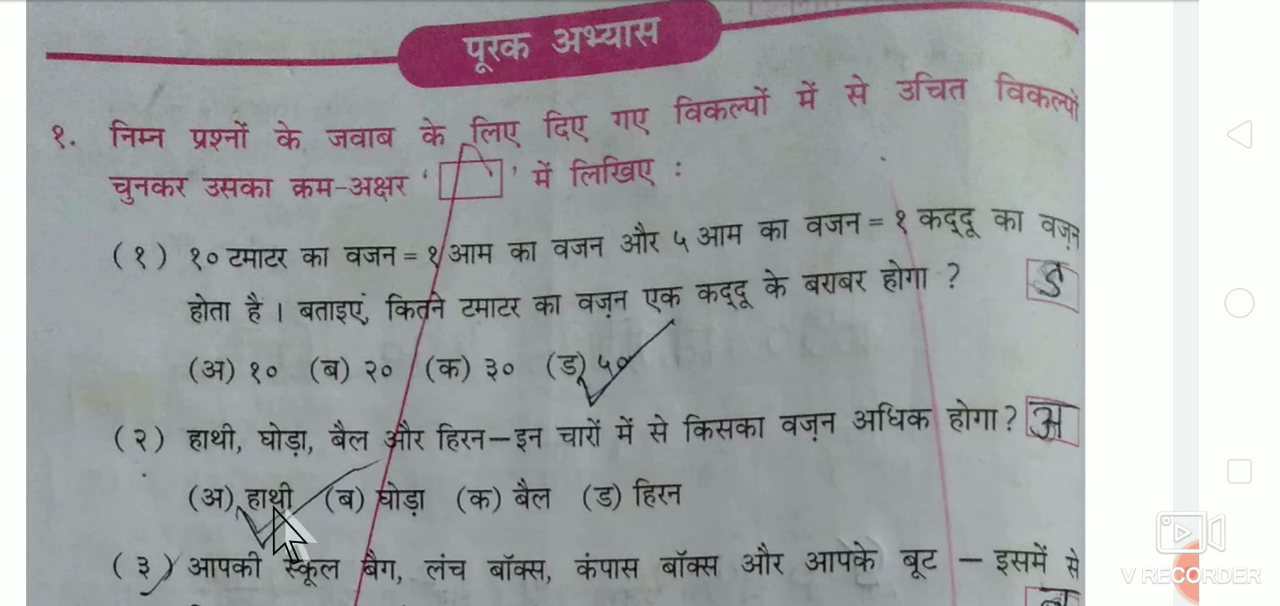 पूरक अभ्यास
१. निम्न प्रश्नों के जवाब के लिए दिए गए विकल्पों में से उचित विकल्पों
चुनकर उसका क्रम-अक्षर ' ' में लिखिए :
(१) १० टमाटर का वजन = १ आम का वजन और ५ आम का वजन = १ कद्दू का वज़न
होता है । बताइए, कितने टमाटर का वज़न एक कद्दू के बराबर होगा ? ड
(अ) १० (ब) २० (क) ३० (ड) ५०
(२) हाथी, घोड़ा, बैल और हिरन – इन चारों में से किसका वज़न अधिक होगा ? अ
(अ) हाथी (ब) घोड़ा (क) बैल (ड) हिरन
(३) आपकी स्कूल बैग, लंच बॉक्स, कंपास बॉक्स और आपके बूट – इसमें से
V RECORDER